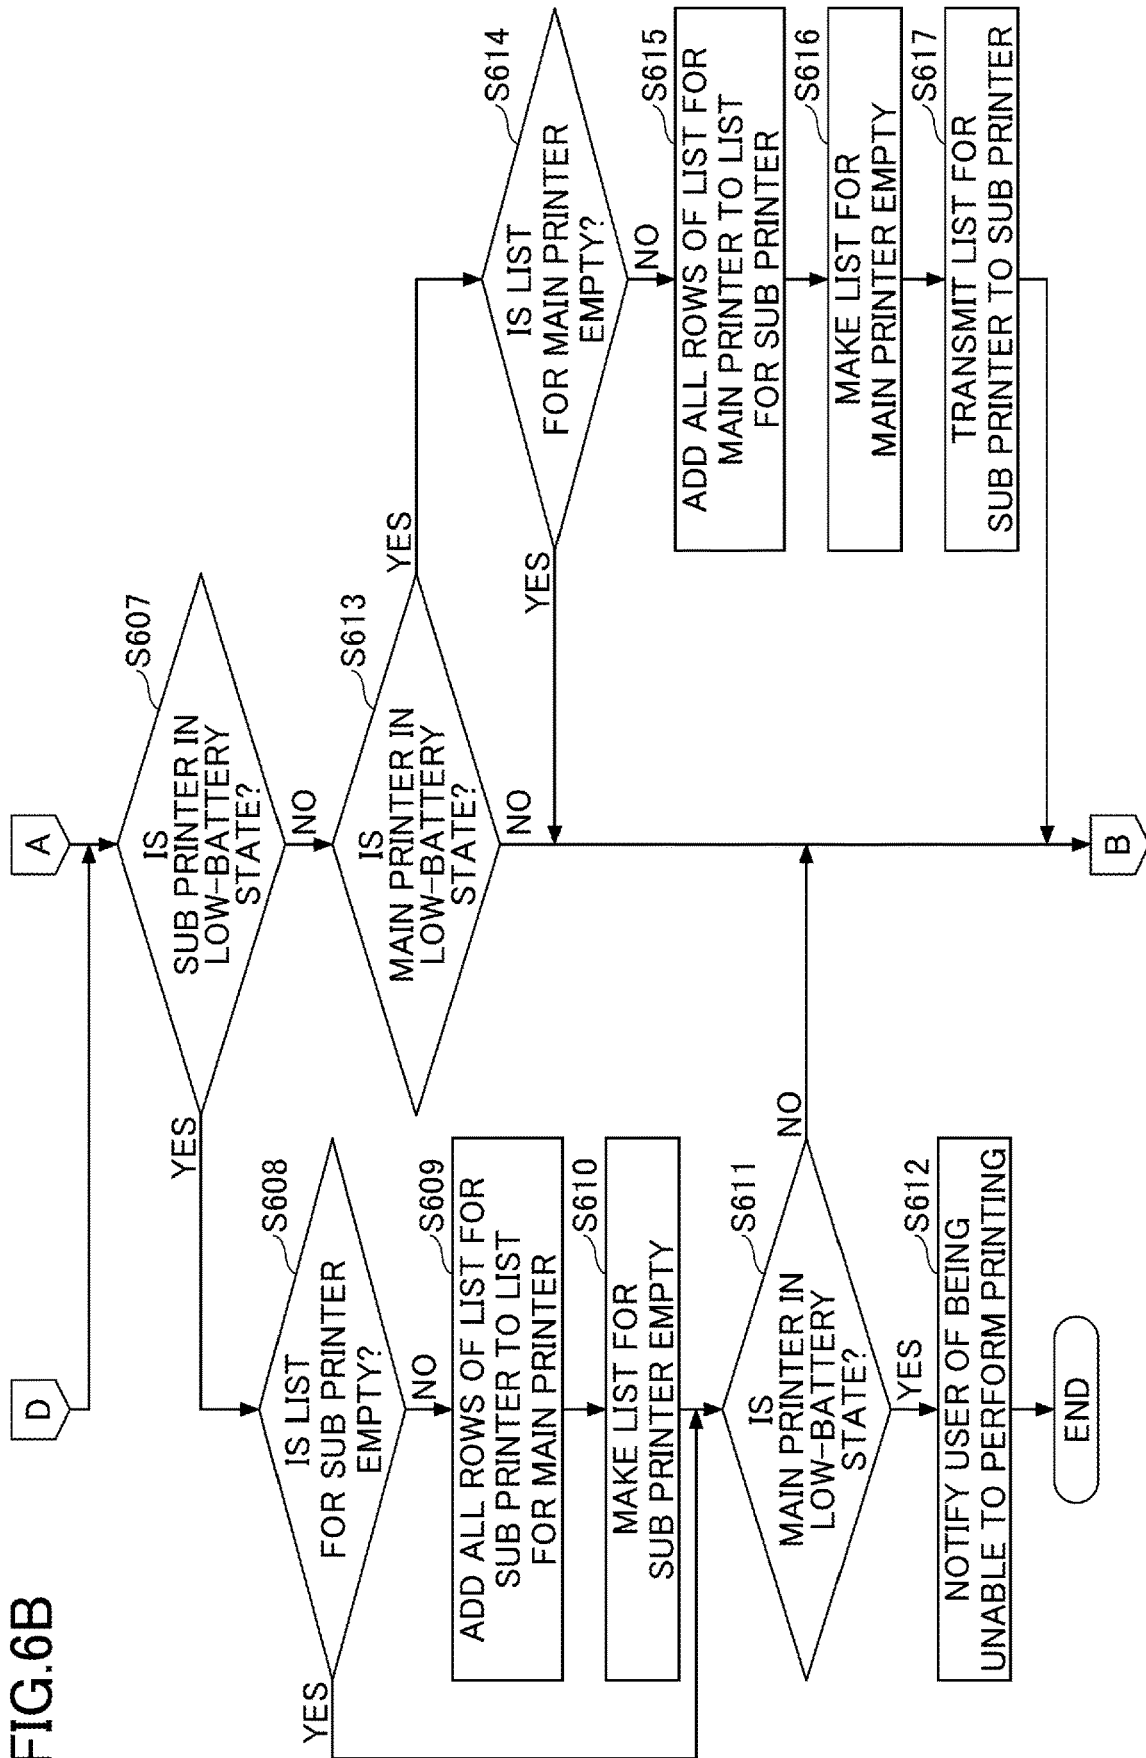 FIG.6B
D
A
IS
SUB PRINTER IN
LOW-BATTERY
STATE?
S607
YES
NO
IS LIST
FOR SUB PRINTER
EMPTY?
S608
YES
NO
ADD ALL ROWS OF LIST FOR
SUB PRINTER TO LIST
FOR MAIN PRINTER
S609
MAKE LIST FOR
SUB PRINTER EMPTY
S610
IS
MAIN PRINTER IN
LOW-BATTERY
STATE?
S611
NO
YES
NOTIFY USER OF BEING
UNABLE TO PERFORM PRINTING
S612
END
IS
MAIN PRINTER IN
LOW-BATTERY
STATE?
S613
YES
NO
IS LIST
FOR MAIN PRINTER
EMPTY?
S614
YES
NO
ADD ALL ROWS OF LIST FOR
MAIN PRINTER TO LIST
FOR SUB PRINTER
S615
MAKE LIST FOR
MAIN PRINTER EMPTY
S616
TRANSMIT LIST FOR
SUB PRINTER TO SUB PRINTER
S617
B